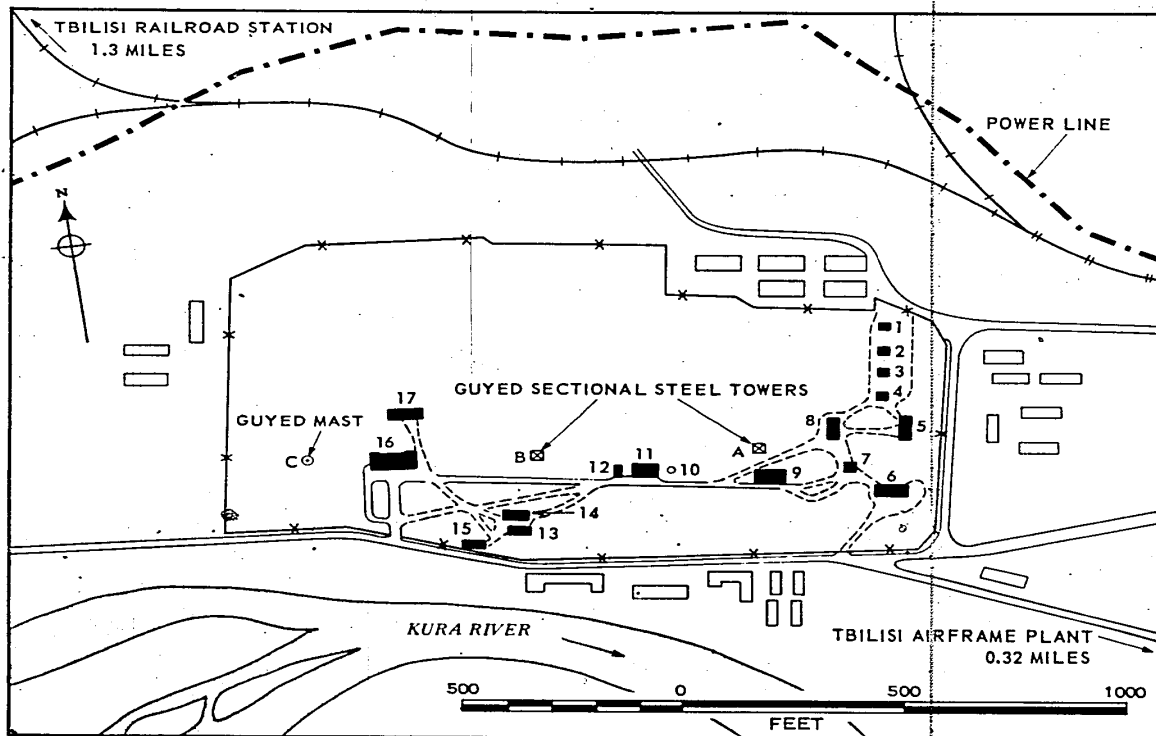 TBILISI RAILROAD STATION
1.3 MILES
POWER LINE
N
1
2
3
4
GUYED SECTIONAL STEEL TOWERS
17
GUYED MAST
8
5
16
C
B
A
12
11
10
7
9
6
14
15
13
KURA RIVER
TBILISI AIRFRAME PLANT
0.32 MILES
500
0
500
1000
FEET